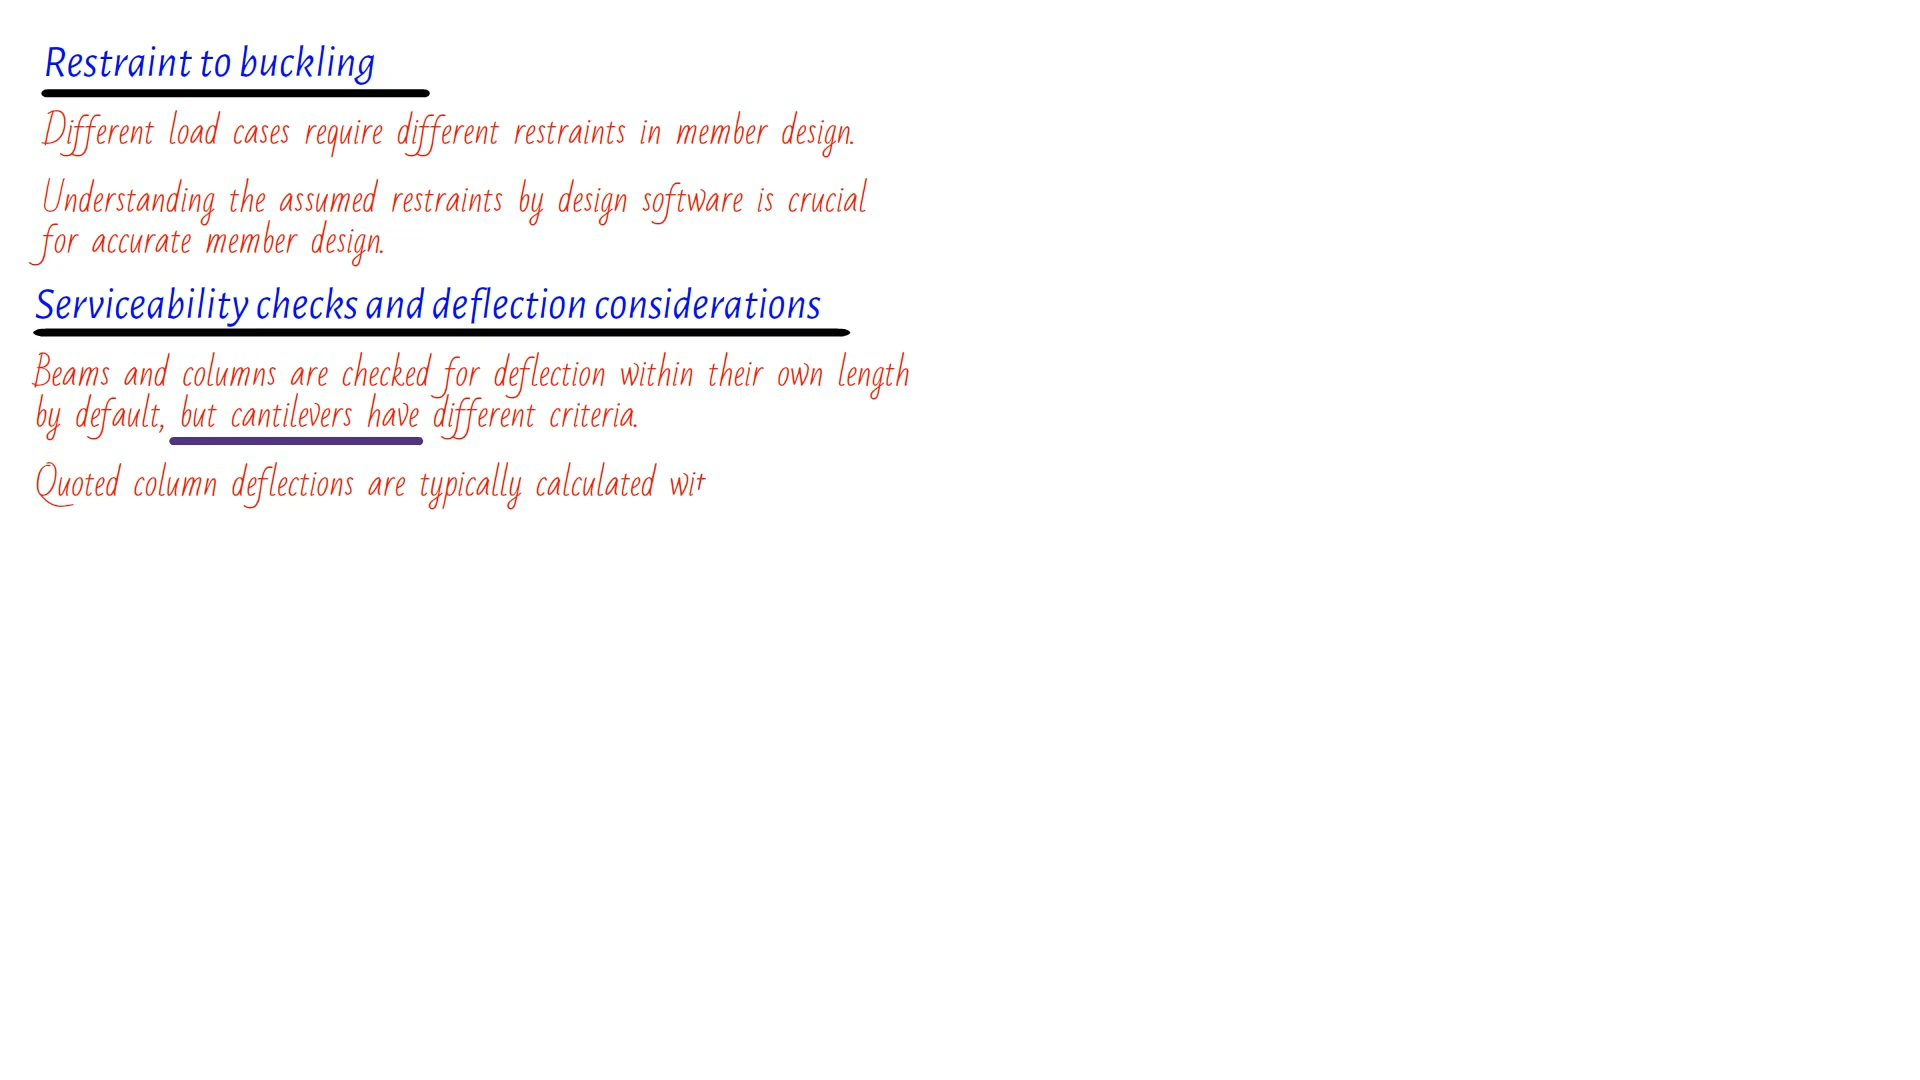 Restraint to buckling
Different load cases require different restraints in member design.
Understanding the assumed restraints by design software is crucial
for accurate member design.
Serviceability checks and deflection considerations
Beams and columns are checked for deflection within their own length
by default, but cantilevers have different criteria.
Quoted column deflections are typically calculated wit